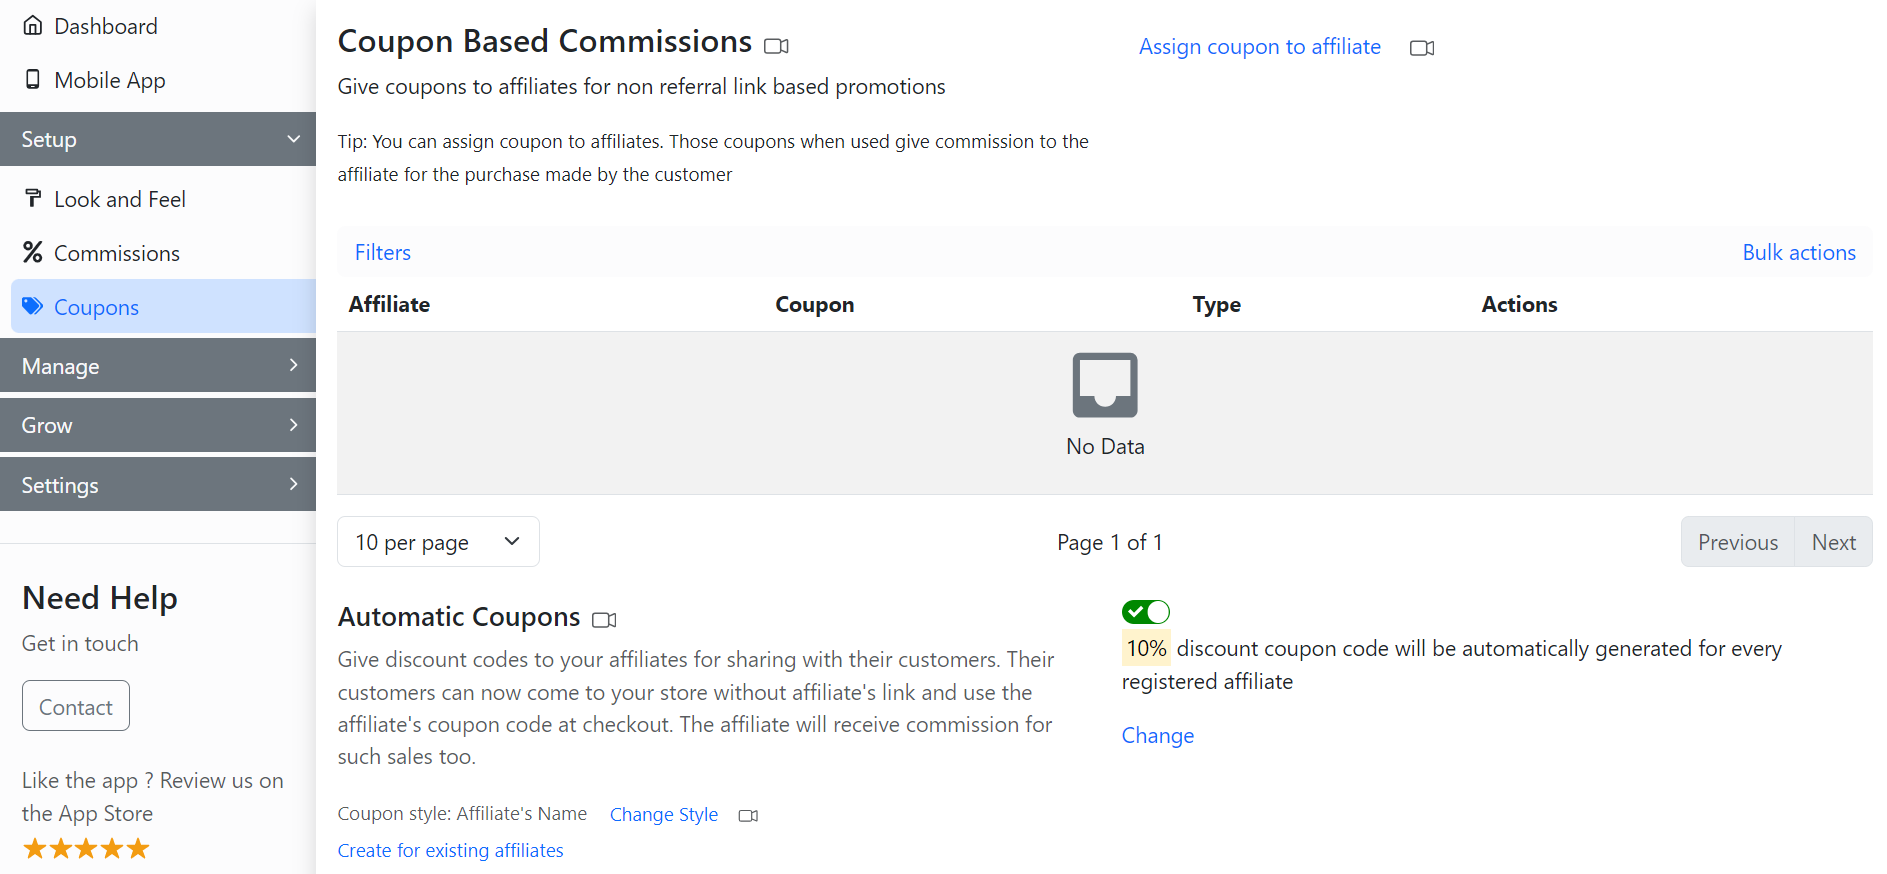 Dashboard
Mobile App
Setup
Look and Feel
Commissions
Coupons
Manage
Grow
Settings
Need Help
Get in touch
Contact
Like the app ? Review us on
the App Store
Coupon Based Commissions
Assign coupon to affiliate
Give coupons to affiliates for non referral link based promotions
Tip: You can assign coupon to affiliates. Those coupons when used give commission to the
affiliate for the purchase made by the customer
Filters
Bulk actions
Affiliate Coupon Type Actions
No Data
10 per page
Page 1 of 1
Previous Next
Automatic Coupons
Give discount codes to your affiliates for sharing with their customers. Their
customers can now come to your store without affiliate's link and use the
affiliate's coupon code at checkout. The affiliate will receive commission for
such sales too.
Coupon style: Affiliate's Name Change Style
Create for existing affiliates
10% discount coupon code will be automatically generated for every
registered affiliate
Change